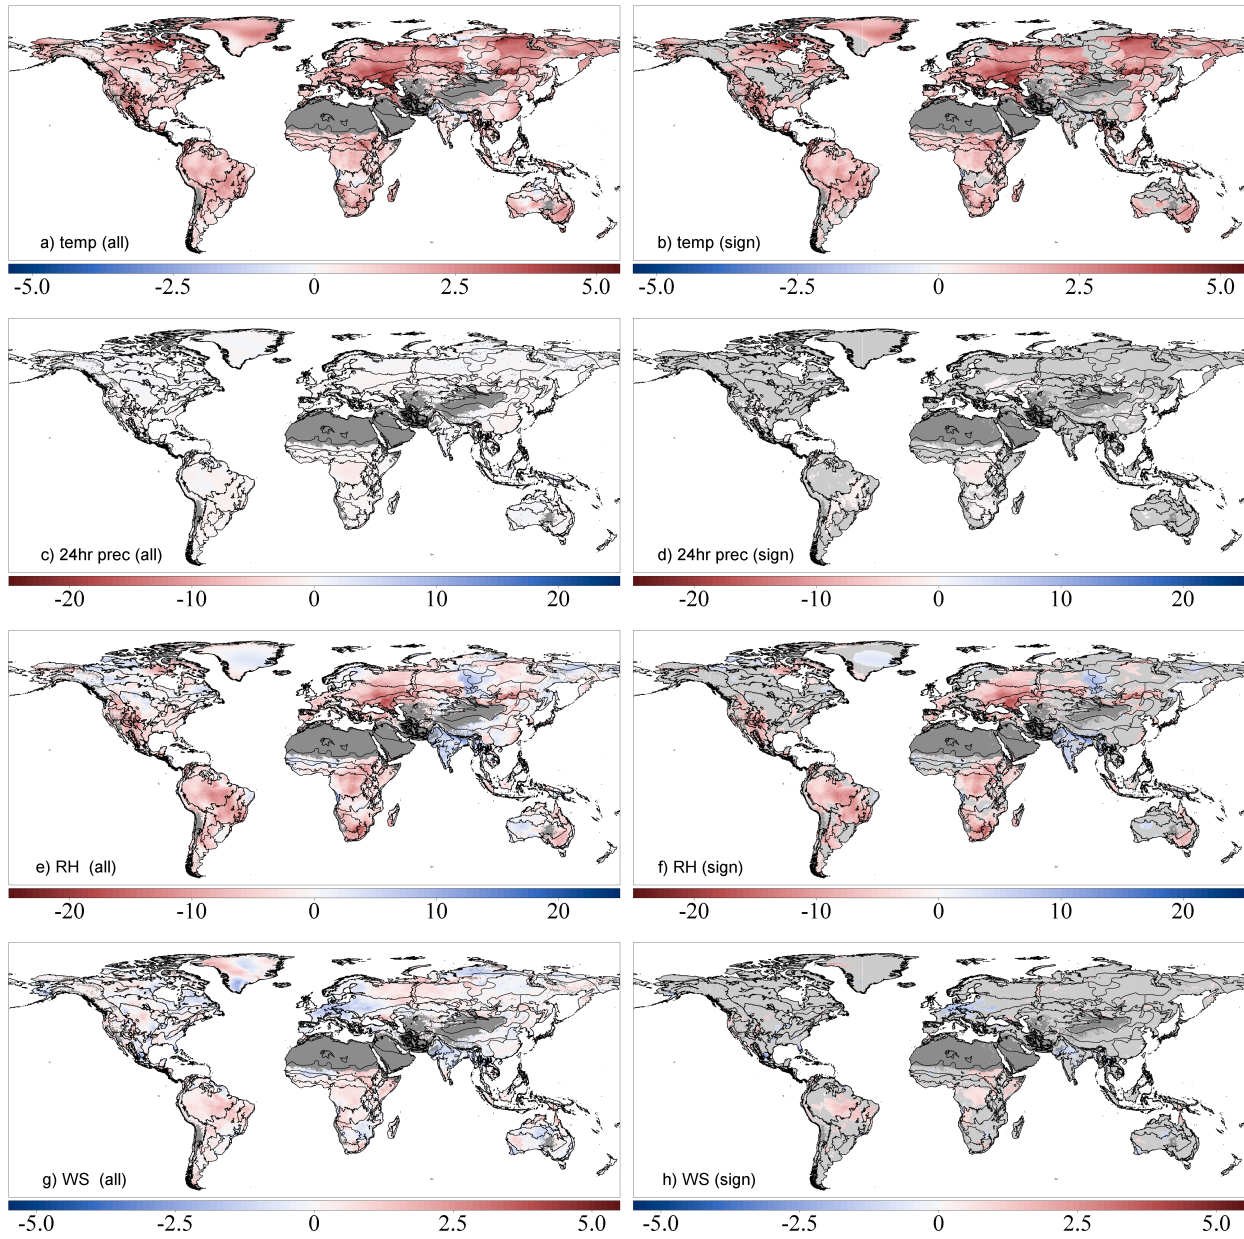 a) temp (all)
b) temp (sign)
-5.0 -2.5 0 2.5 5.0
-5.0 -2.5 0 2.5 5.0
c) 24hr prec (all)
d) 24hr prec (sign)
-20 -10 0 10 20
-20 -10 0 10 20
e) RH (all)
f) RH (sign)
-20 -10 0 10 20
-20 -10 0 10 20
g) WS (all)
h) WS (sign)
-5.0 -2.5 0 2.5 5.0
-5.0 -2.5 0 2.5 5.0